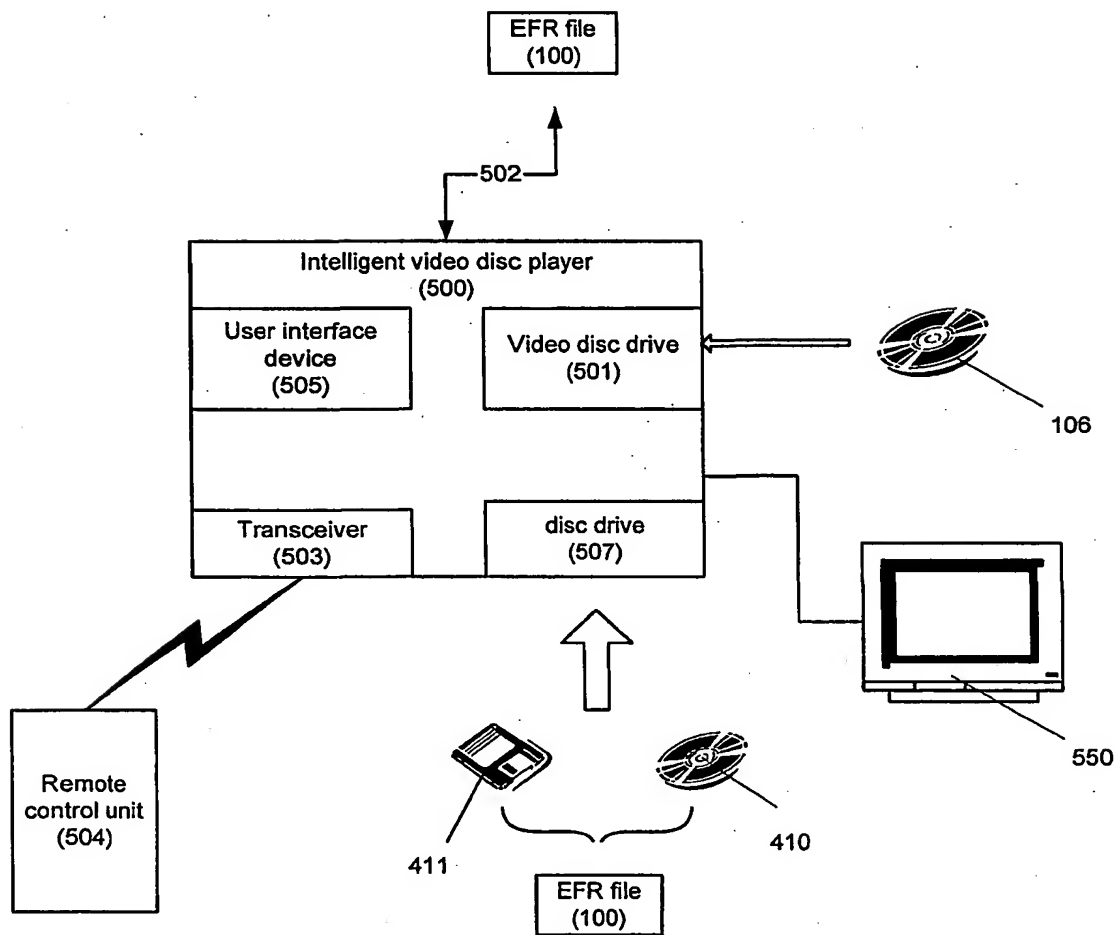 EFR file
(100)
502
Intelligent video disc player
(500)
User interface
device
(505)
Video disc drive
(501)
106
Transceiver
(503)
disc drive
(507)
550
Remote
control unit
(504)
411
410
EFR file
(100)